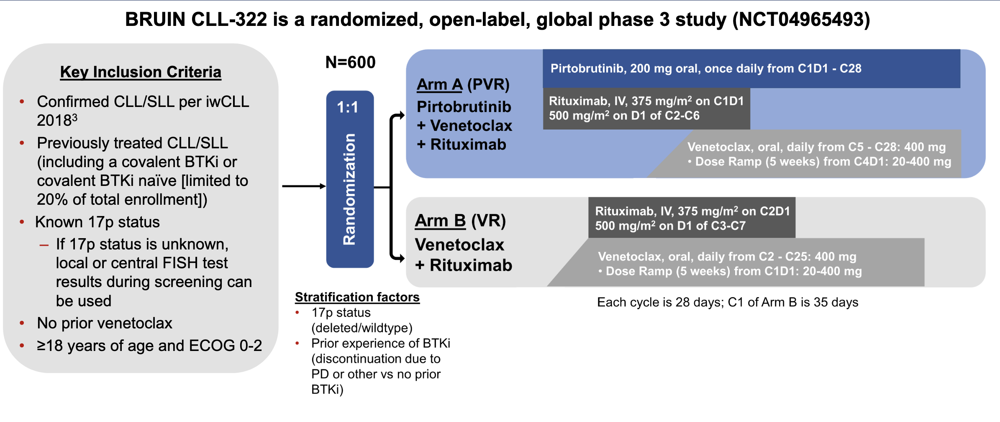 BRUIN CLL-322 is a randomized, open-label, global phase 3 study (NCT04965493)
Key Inclusion Criteria
• Confirmed CLL/SLL per iwCLL
2018³
• Previously treated CLL/SLL
(including a covalent BTKi or
covalent BTKi naïve [limited to
20% of total enrollment])
• Known 17p status
– If 17p status is unknown,
local or central FISH test
results during screening can
be used
• No prior venetoclax
• ≥18 years of age and ECOG 0-2
N=600
1:1
Randomization
Stratification factors
• 17p status
(deleted/wildtype)
• Prior experience of BTKi
(discontinuation due to
PD or other vs no prior
BTKi)
Arm A (PVR)
Pirtobrutinib
+ Venetoclax
+ Rituximab
Pirtobrutinib, 200 mg oral, once daily from C1D1 - C28
Rituximab, IV, 375 mg/m² on C1D1
500 mg/m² on D1 of C2-C6
Venetoclax, oral, daily from C5 - C28: 400 mg
• Dose Ramp (5 weeks) from C4D1: 20-400 mg
Arm B (VR)
Venetoclax
+ Rituximab
Rituximab, IV, 375 mg/m² on C2D1
500 mg/m² on D1 of C3-C7
Venetoclax, oral, daily from C2 - C25: 400 mg
• Dose Ramp (5 weeks) from C1D1: 20-400 mg
Each cycle is 28 days; C1 of Arm B is 35 days